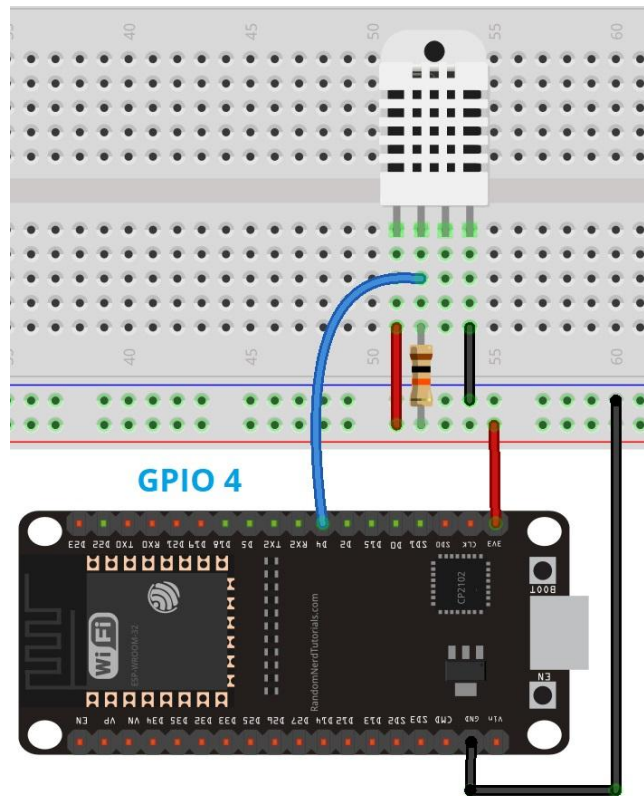 40 45 50 55 60
40 45 50 55 60
GPIO 4
D23 D22 TX0 RX0 D21 D19 D18 D5 TX2 RX2 D4 D2 D15 D0 SD1 SD0 CLK 3V3
BOOT
CP2102
WiFi
ESP-WROOM-32
RandomNerdTutorials.com
EN
EN VP VN D34 D35 D32 D33 D25 D26 D27 D14 D12 D13 SD2 SD3 CMD GND Vin